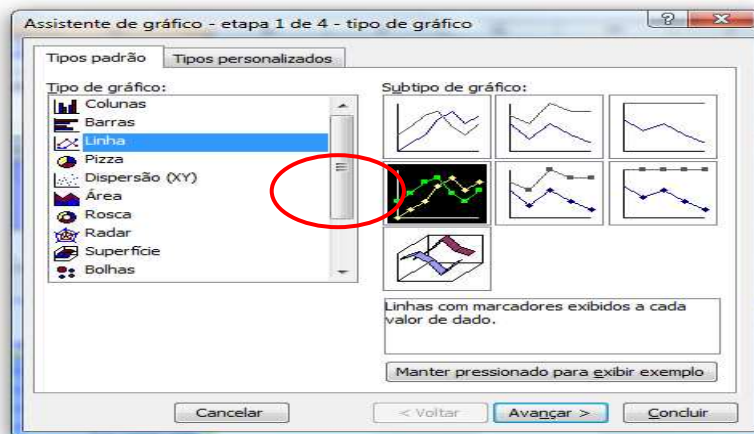 Assistente de gráfico - etapa 1 de 4 - tipo de gráfico
Tipos padrão
Tipos personalizados
Tipo de gráfico:
Colunas
Barras
Linha
Pizza
Dispersão (XY)
Área
Rosca
Radar
Superfície
Bolhas
Subtipo de gráfico:
Linhas com marcadores exibidos a cada
valor de dado.
Manter pressionado para exibir exemplo
Cancelar
< Voltar
Avançar >
Concluir